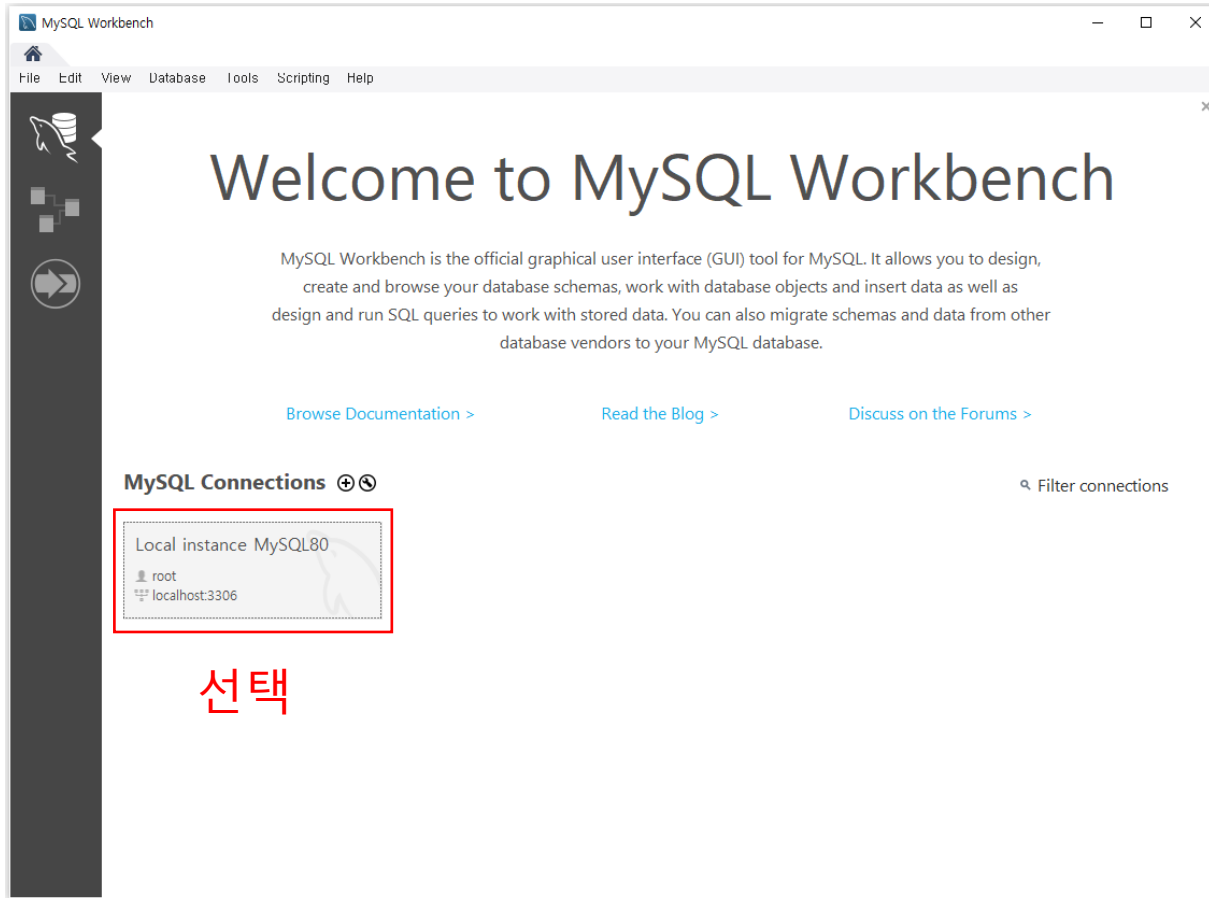 MySQL Workbench
File Edit View Database Tools Scripting Help
Welcome to MySQL Workbench
MySQL Workbench is the official graphical user interface (GUI) tool for MySQL. It allows you to design,
create and browse your database schemas, work with database objects and insert data as well as
design and run SQL queries to work with stored data. You can also migrate schemas and data from other
database vendors to your MySQL database.
Browse Documentation > Read the Blog > Discuss on the Forums >
MySQL Connections
Filter connections
Local instance MySQL80
root
localhost:3306
선택